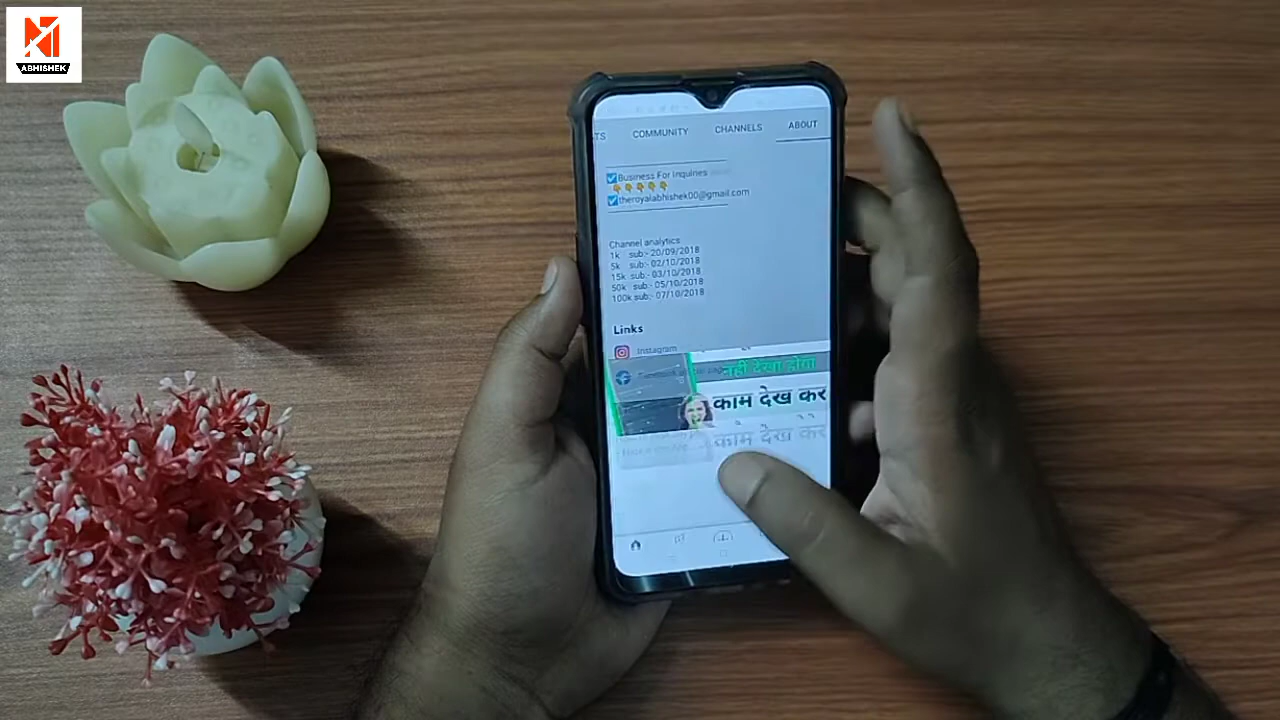 ABHISHEK
TS COMMUNITY CHANNELS ABOUT
Business For Inquiries
theroyalabhishek00@gmail.com
Channel analytics
1k sub:- 20/09/2018
5k sub:- 02/10/2018
15k sub:- 03/10/2018
50k sub:- 05/10/2018
100k sub:- 07/10/2018
Links
Instagram
Facebook
नहीं देखा होगा
काम देख कर
काम देख कर